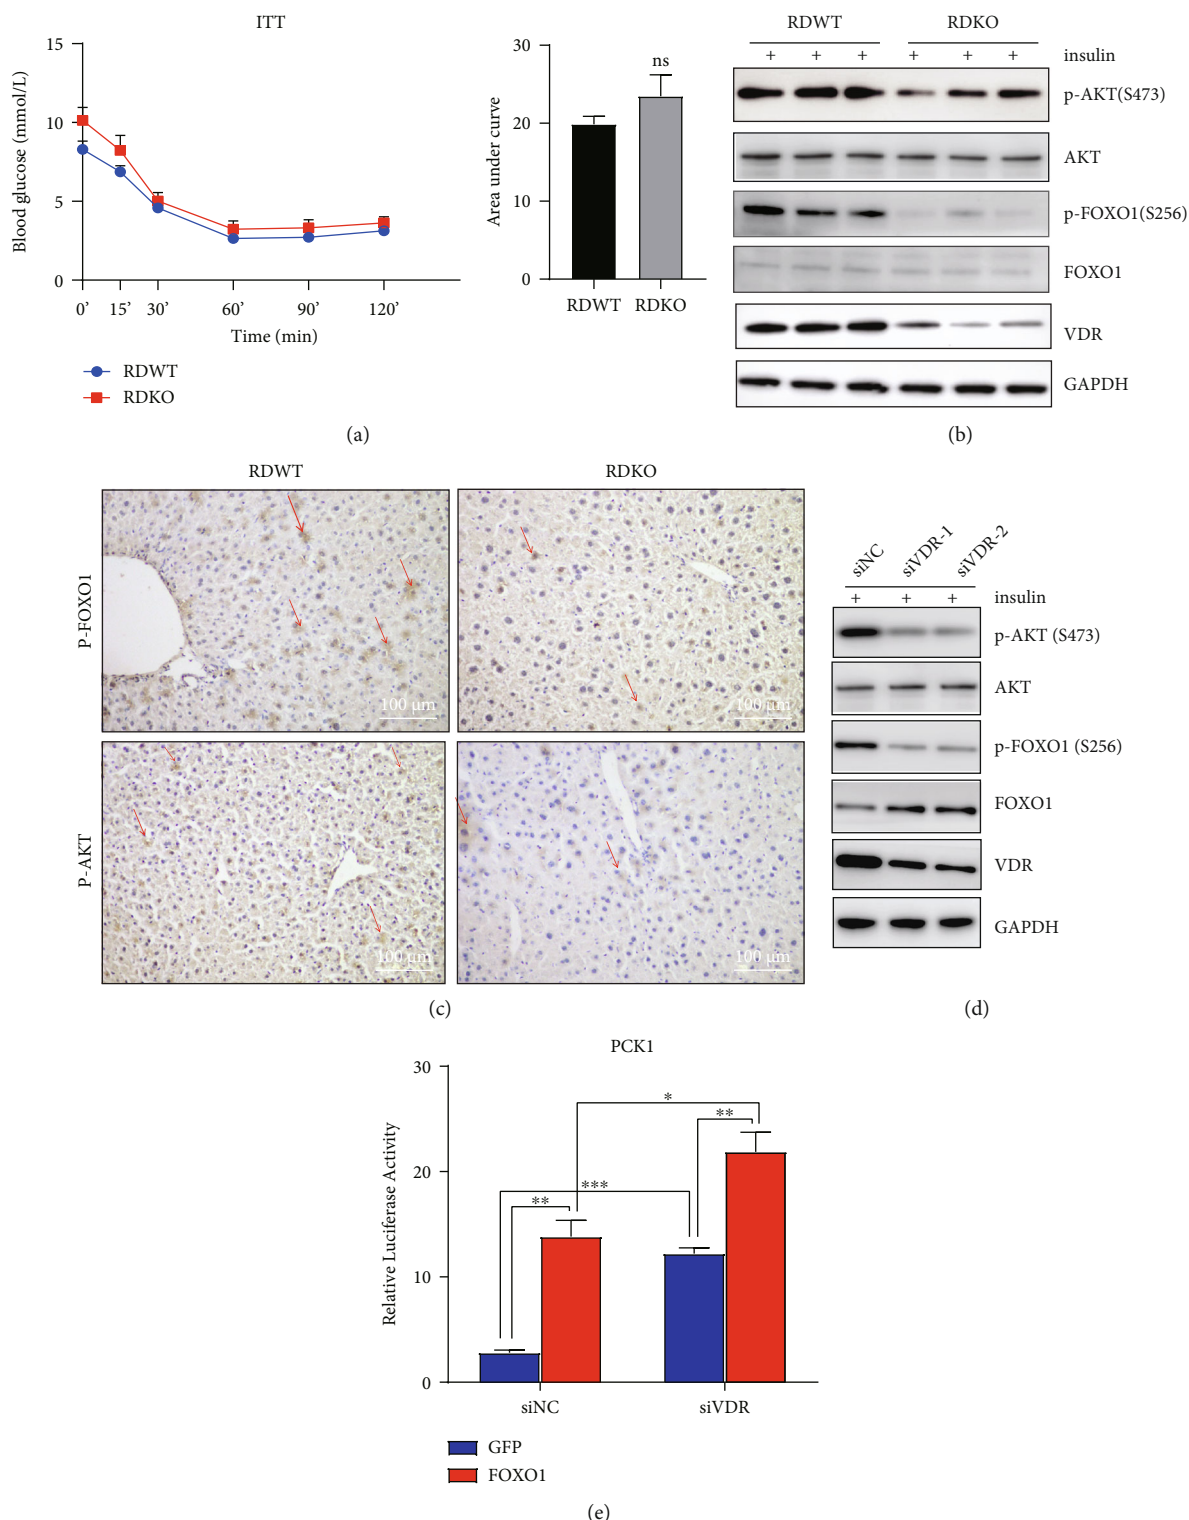 ITT
Blood glucose (mmol/L)
15
10
5
0
0’ 15’ 30’ 60’ 90’ 120’
Time (min)
RDWT
RDKO
Area under curve
30
20
10
0
ns
RDWT RDKO
(a)
RDWT RDKO
+ + + + + + insulin
p-AKT(S473)
AKT
p-FOXO1(S256)
FOXO1
VDR
GAPDH
(b)
RDWT RDKO
P-FOXO1
100 μm 100 μm
P-AKT
100 μm 100 μm
(c)
siNC siVDR-1 siVDR-2
+ + + insulin
p-AKT (S473)
AKT
p-FOXO1 (S256)
FOXO1
VDR
GAPDH
(d)
PCK1
Relative Luciferase Activity
30
20
10
0
*
**
***
**
siNC siVDR
GFP
FOXO1
(e)